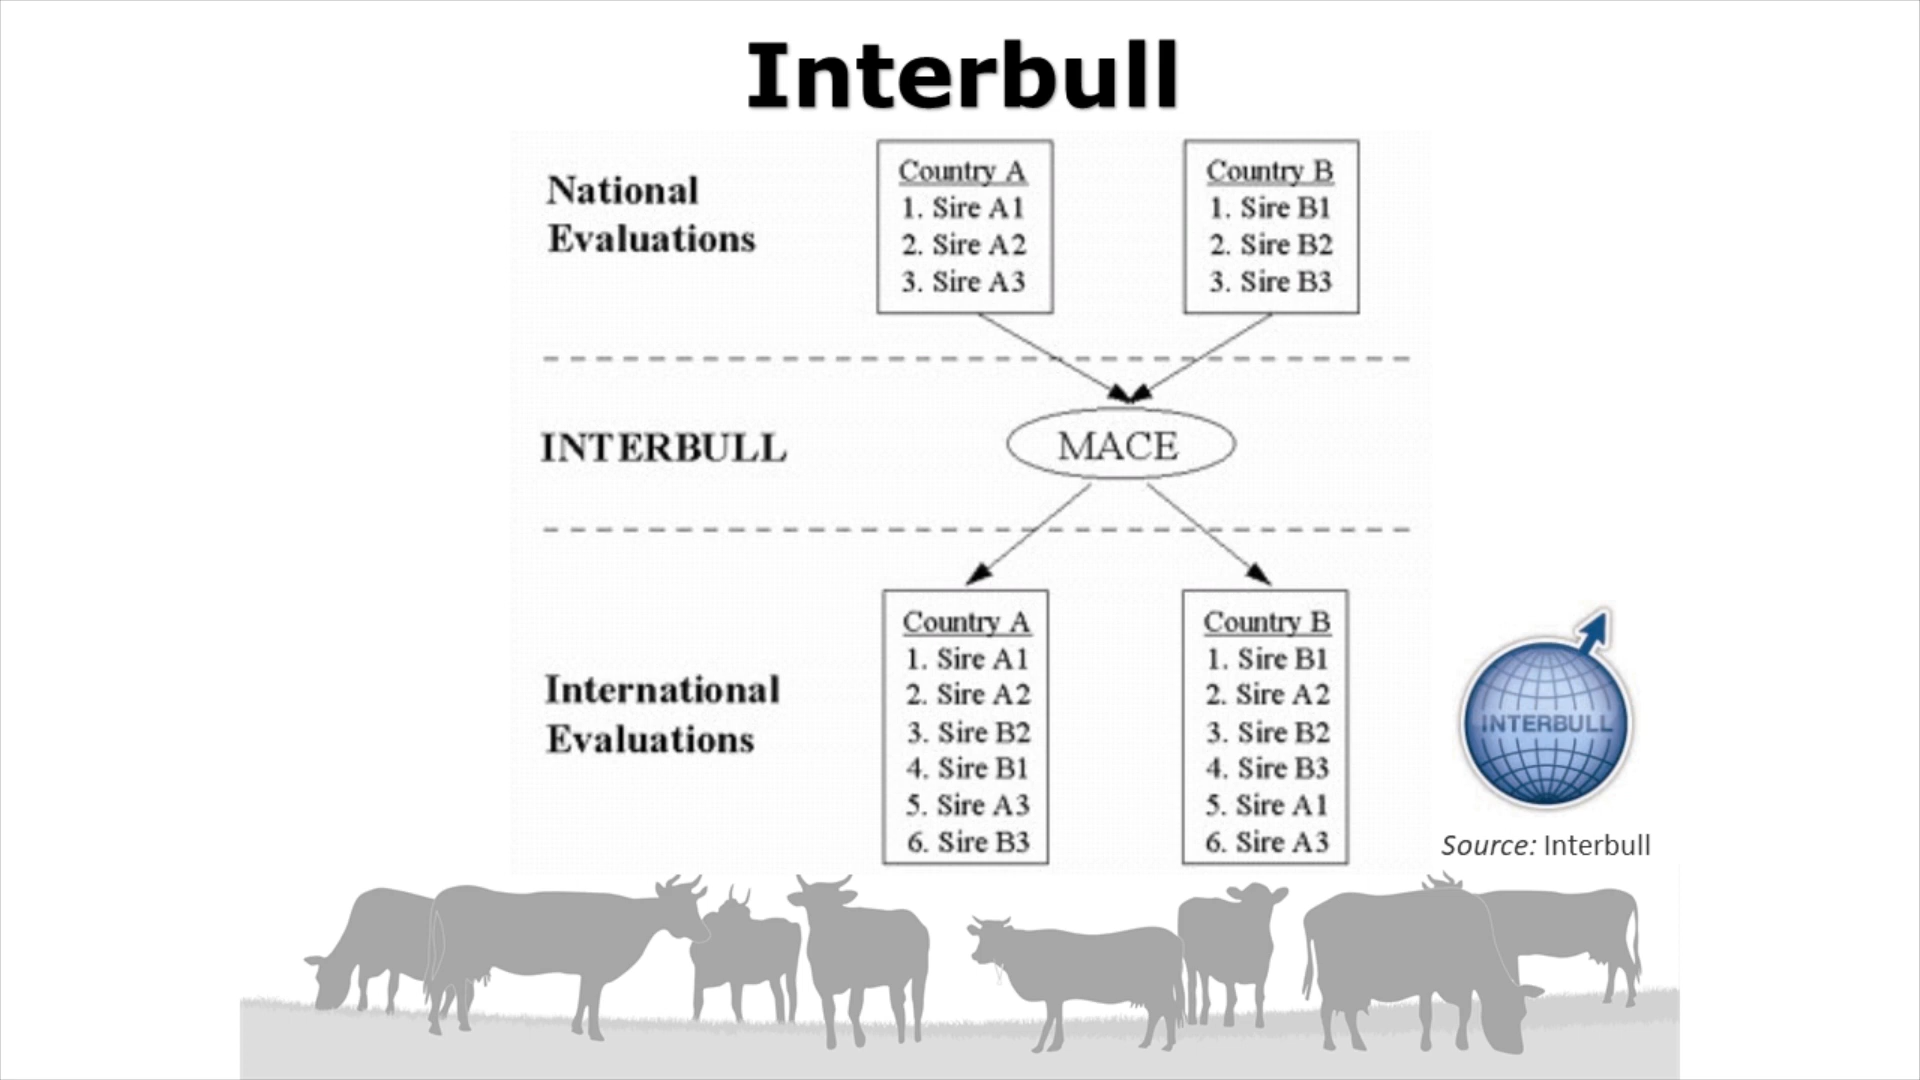 Interbull
National
Evaluations
Country A
1. Sire A1
2. Sire A2
3. Sire A3
Country B
1. Sire B1
2. Sire B2
3. Sire B3
INTERBULL
MACE
International
Evaluations
Country A
1. Sire A1
2. Sire A2
3. Sire B2
4. Sire B1
5. Sire A3
6. Sire B3
Country B
1. Sire B1
2. Sire A2
3. Sire B2
4. Sire B3
5. Sire A1
6. Sire A3
INTERBULL
Source: Interbull